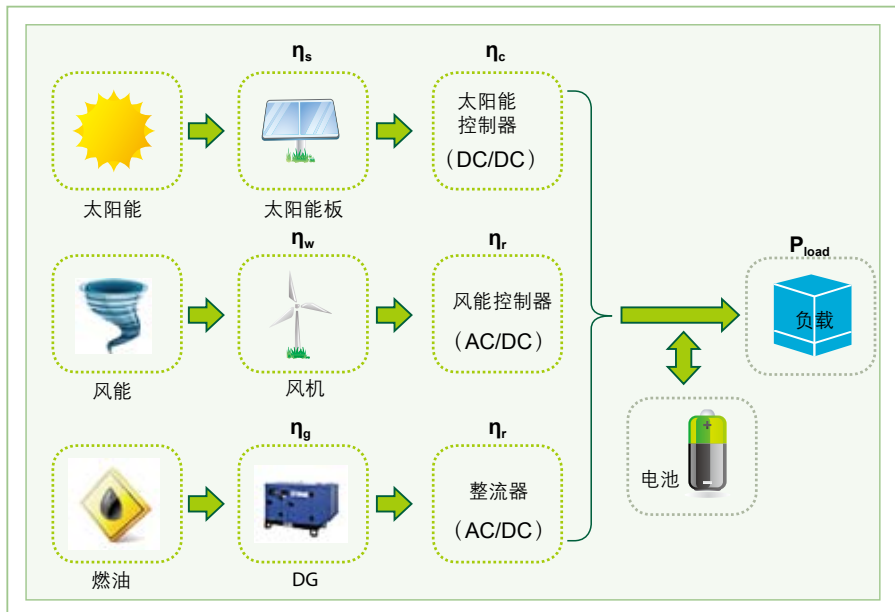 ηs
ηc
太阳能
控制器
（DC/DC）
太阳能
太阳能板
ηw
ηr
风能控制器
（AC/DC）
风能
风机
Pload
负载
ηg
ηr
整流器
（AC/DC）
电池
燃油
DG